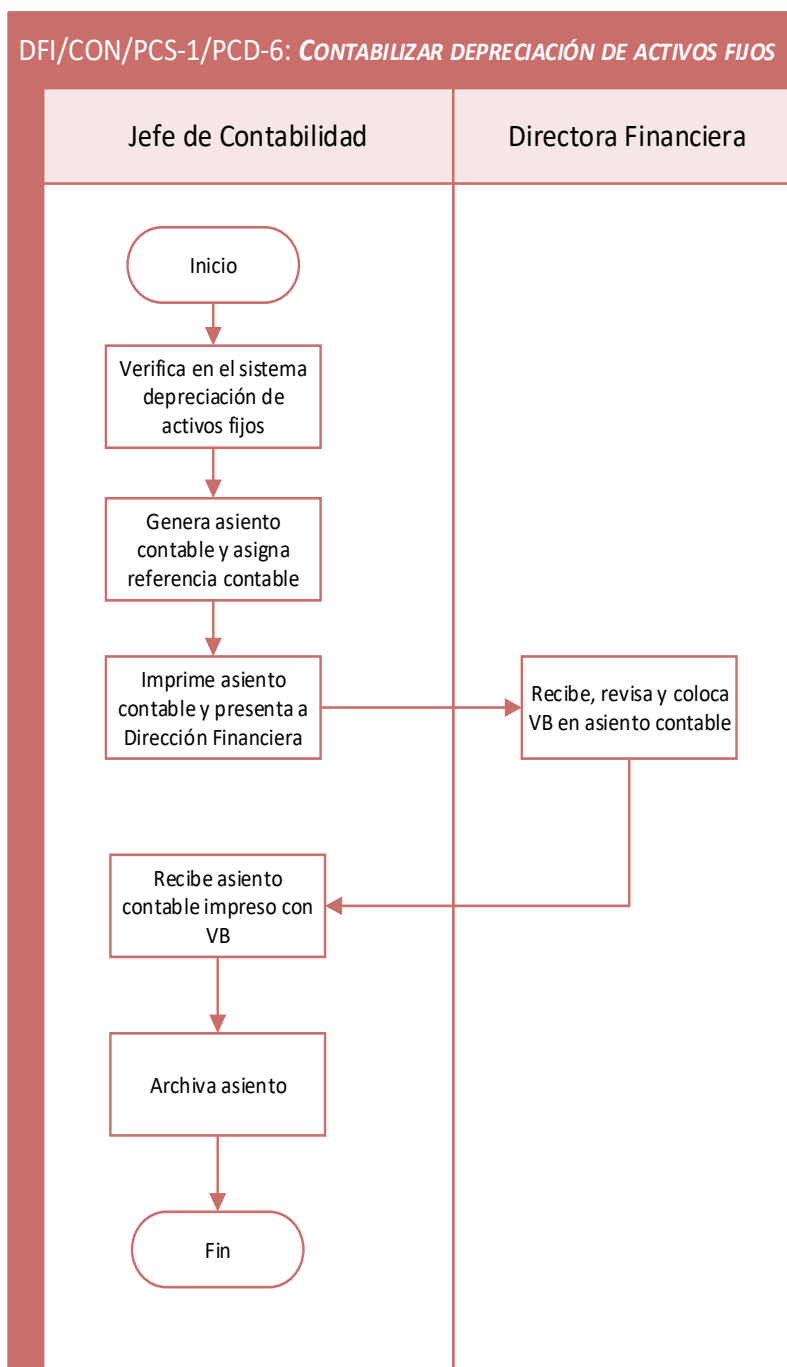 DFI/CON/PCS-1/PCD-6: CONTABILIZAR DEPRECIACIÓN DE ACTIVOS FIJOS
Jefe de Contabilidad
Directora Financiera
Inicio
Verifica en el sistema
depreciación de
activos fijos
Genera asiento
contable y asigna
referencia contable
Imprime asiento
contable y presenta a
Dirección Financiera
Recibe, revisa y coloca
VB en asiento contable
Recibe asiento
contable impreso con
VB
Archiva asiento
Fin